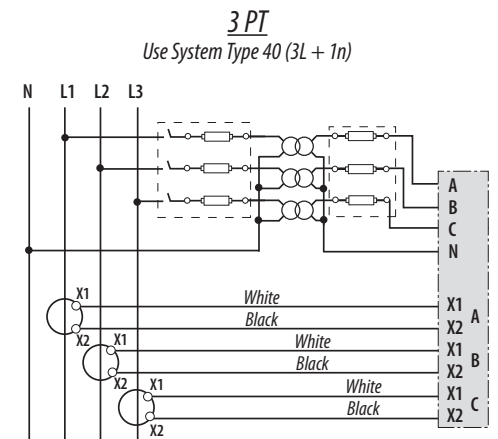 3 PT
Use System Type 40 (3L + 1n)
N L1 L2 L3
A
B
C
N
X1 White X1 A
X2 Black X2
X1 White X1 B
X2 Black X2
X1 White X1 C
X2 Black X2